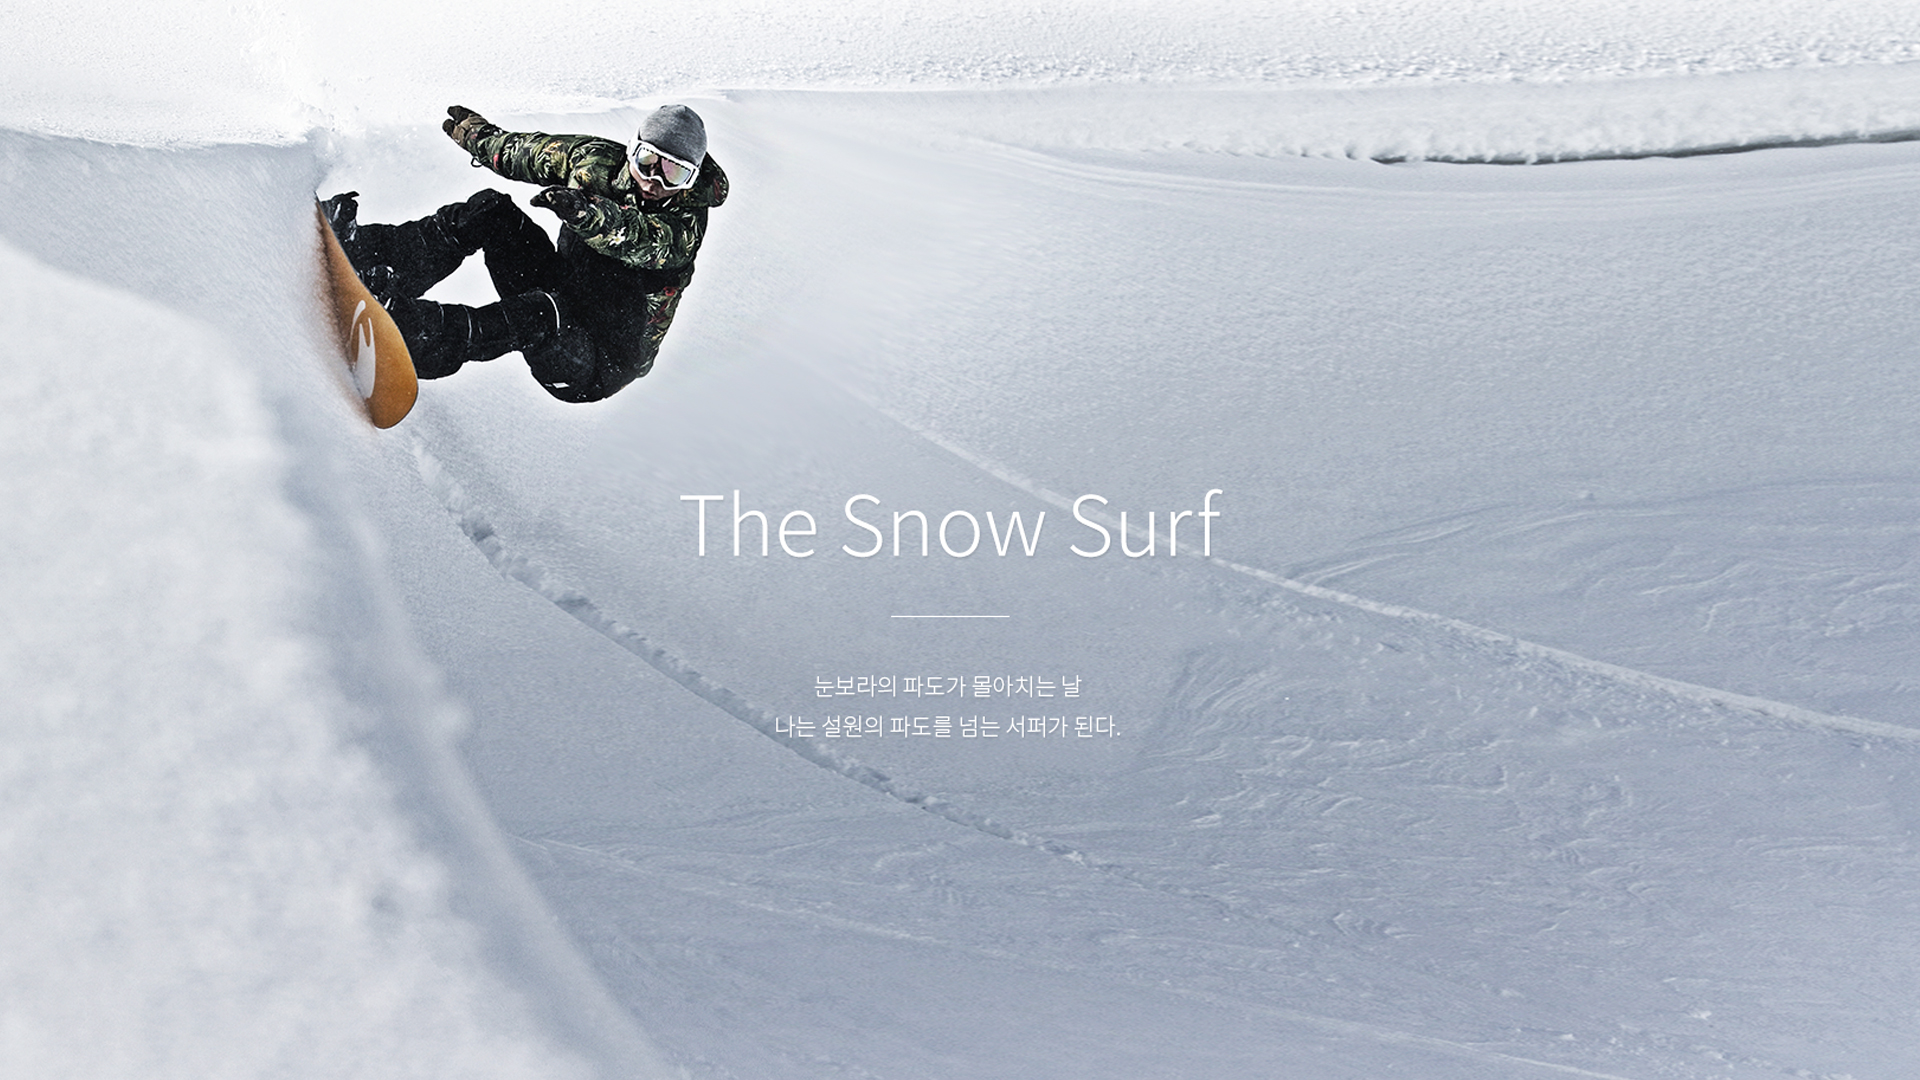 The Snow Surf
눈보라의 파도가 몰아치는 날
나는 설원의 파도를 넘는 서퍼가 된다.